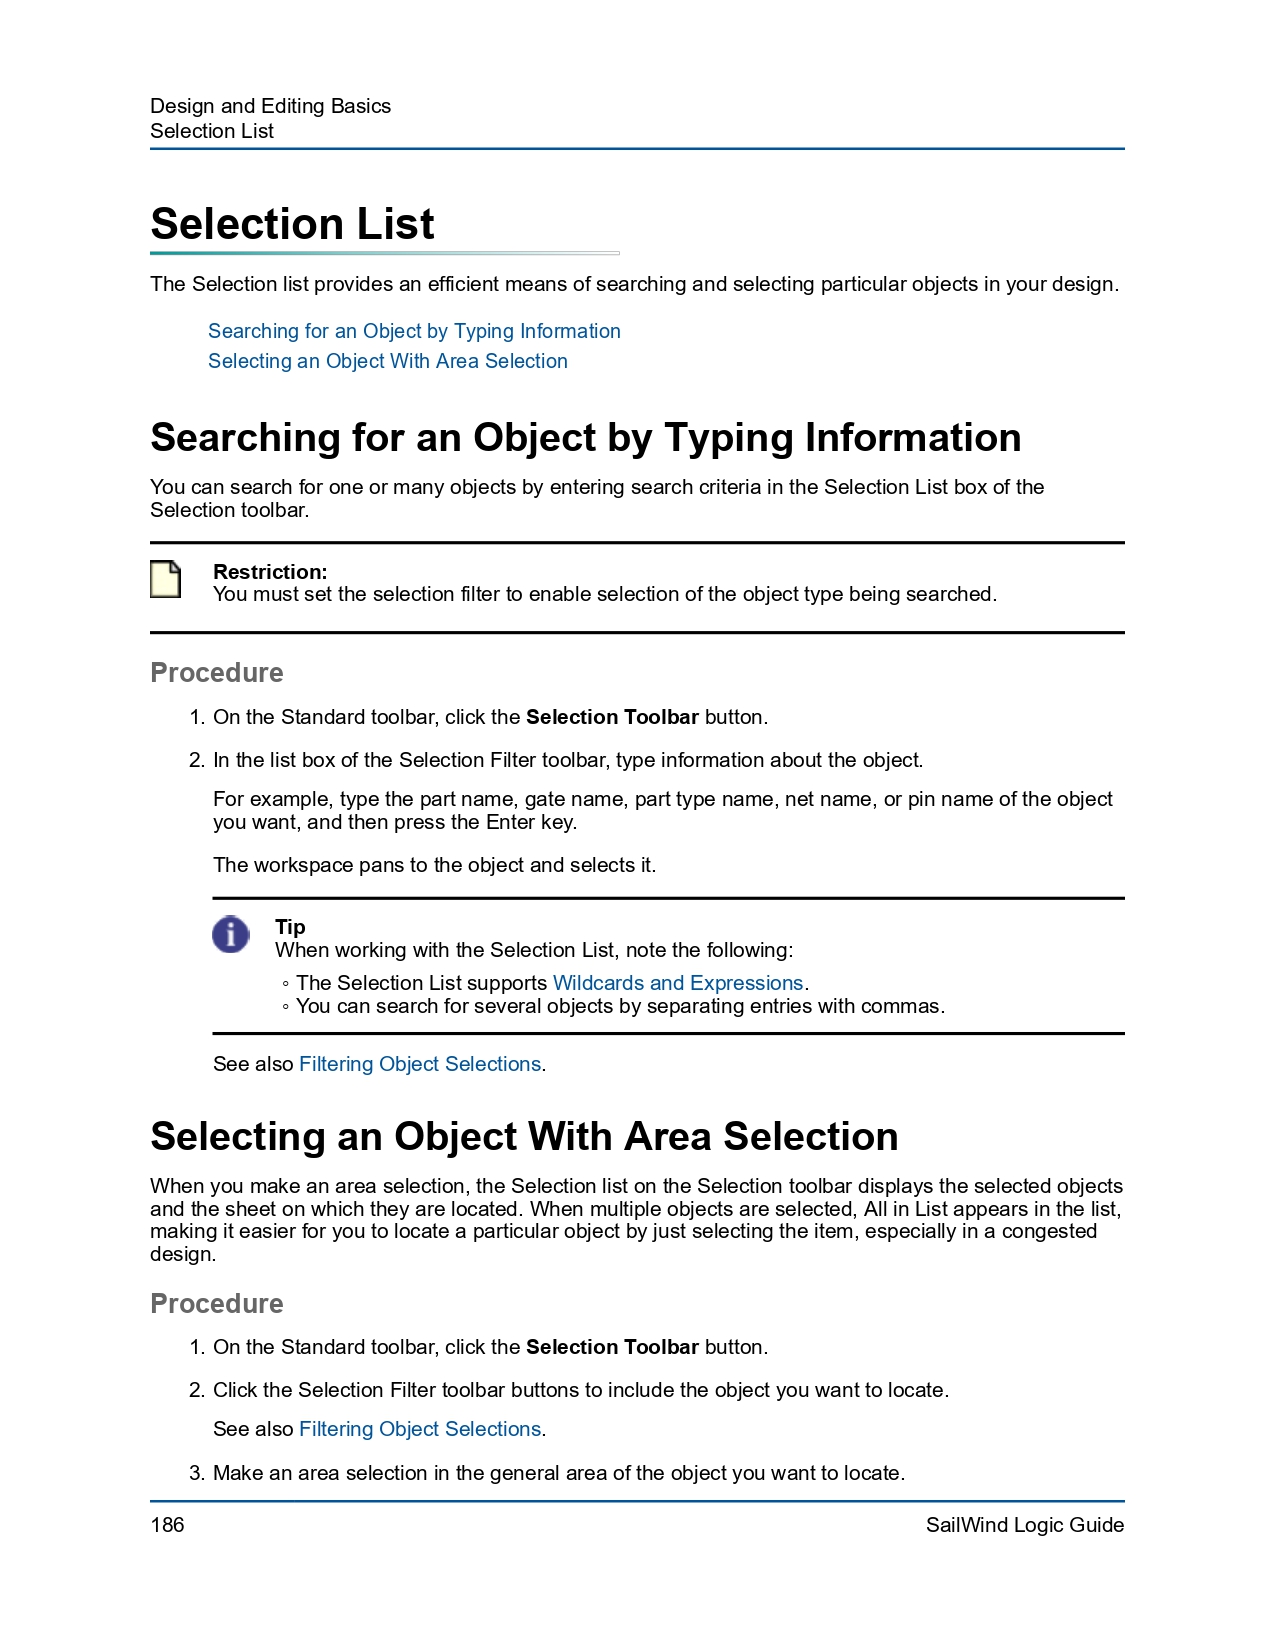 Design and Editing Basics
Selection List
Selection List
The Selection list provides an efficient means of searching and selecting particular objects in your design.
Searching for an Object by Typing Information
Selecting an Object With Area Selection
Searching for an Object by Typing Information
You can search for one or many objects by entering search criteria in the Selection List box of the
Selection toolbar.
Restriction:
You must set the selection filter to enable selection of the object type being searched.
Procedure
1. On the Standard toolbar, click the Selection Toolbar button.
2. In the list box of the Selection Filter toolbar, type information about the object.
For example, type the part name, gate name, part type name, net name, or pin name of the object
you want, and then press the Enter key.
The workspace pans to the object and selects it.
Tip
When working with the Selection List, note the following:
◦ The Selection List supports Wildcards and Expressions.
◦ You can search for several objects by separating entries with commas.
See also Filtering Object Selections.
Selecting an Object With Area Selection
When you make an area selection, the Selection list on the Selection toolbar displays the selected objects
and the sheet on which they are located. When multiple objects are selected, All in List appears in the list,
making it easier for you to locate a particular object by just selecting the item, especially in a congested
design.
Procedure
1. On the Standard toolbar, click the Selection Toolbar button.
2. Click the Selection Filter toolbar buttons to include the object you want to locate.
See also Filtering Object Selections.
3. Make an area selection in the general area of the object you want to locate.
186
SailWind Logic Guide